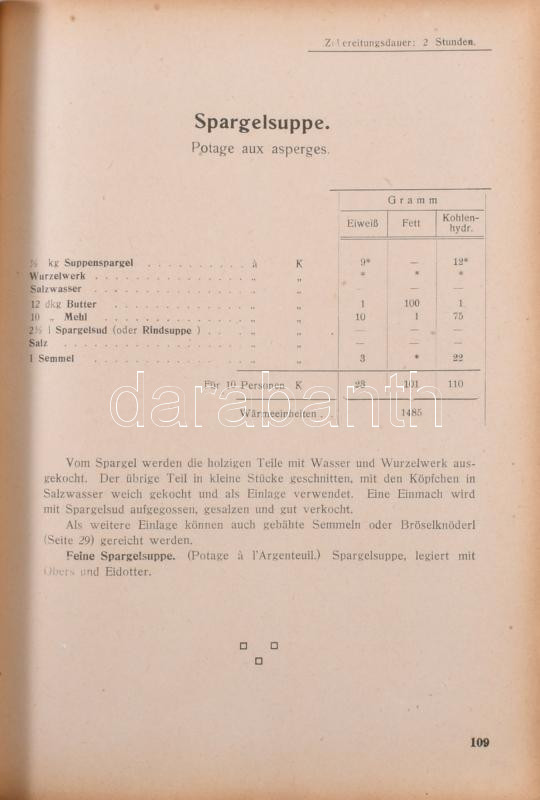 Zubereitungsdauer: 2 Stunden.
Spargelsuppe.
Potage aux asperges.
Gramm
Eiweiß Fett Kohlen-
hydr.
kg Suppenspargel . . . . . . . . . . à K 9* — 12*
Wurzelwerk . . . . . . . . . . . . . „ „ * * *
Salzwasser . . . . . . . . . . . . . „ „ — — —
12 dkg Butter . . . . . . . . . . . „ „ 1 100 1
10 „ Mehl . . . . . . . . . . . . „ „ 10 1 75
2½ l Spargelsud (oder Rindsuppe) . . . „ „ — — —
Salz . . . . . . . . . . . . . . . . „ „ — — —
1 Semmel . . . . . . . . . . . . . „ „ 3 * 22
Für 10 Personen K 23 101 110
Wärmeeinheiten . . 1485
darabanth
Vom Spargel werden die holzigen Teile mit Wasser und Wurzelwerk aus-
gekocht. Der übrige Teil in kleine Stücke geschnitten, mit den Köpfchen in
Salzwasser weich gekocht und als Einlage verwendet. Eine Einmach wird
mit Spargelsud aufgegossen, gesalzen und gut verkocht.
Als weitere Einlage können auch gebähte Semmeln oder Bröselknöderl
(Seite 29) gereicht werden.
Feine Spargelsuppe. (Potage à l'Argenteuil.) Spargelsuppe, legiert mit
Obers und Eidotter.
109